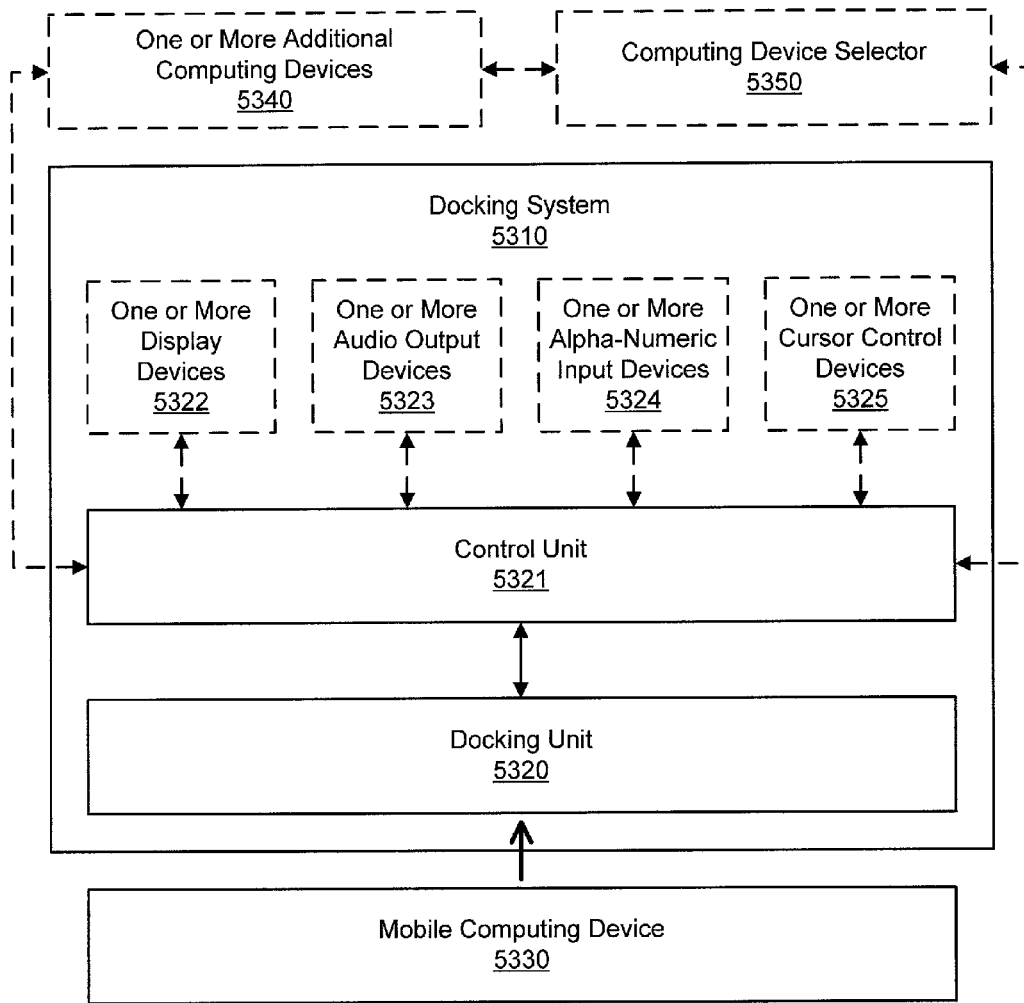 One or More Additional
Computing Devices
5340
Computing Device Selector
5350
Docking System
5310
One or More
Display
Devices
5322
One or More
Audio Output
Devices
5323
One or More
Alpha-Numeric
Input Devices
5324
One or More
Cursor Control
Devices
5325
Control Unit
5321
Docking Unit
5320
Mobile Computing Device
5330